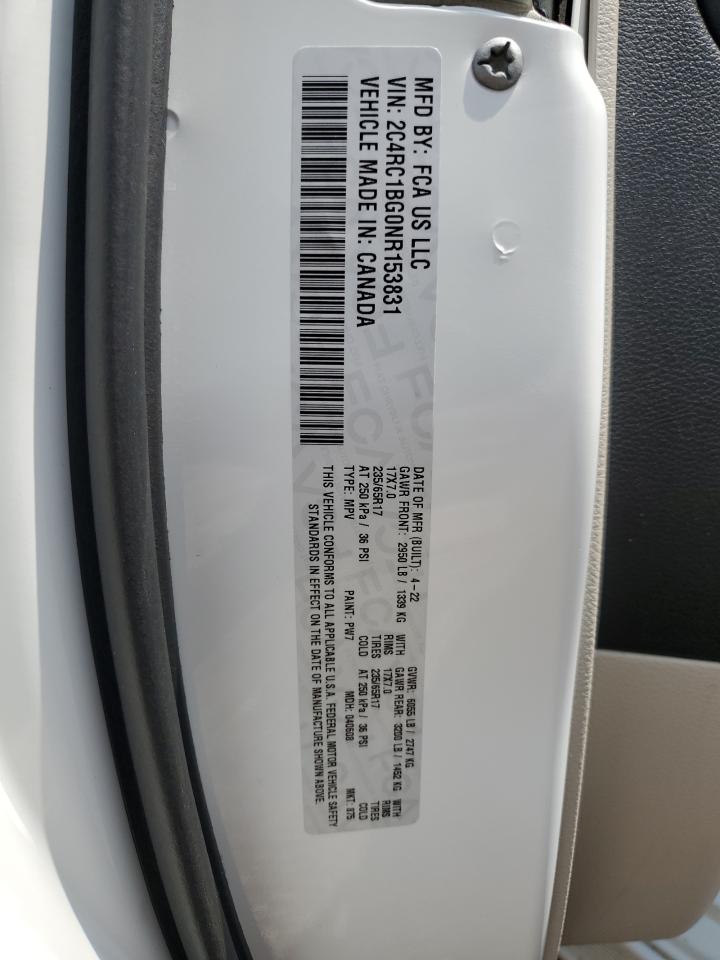 MFD BY: FCA US LLC
VIN: 2C4RC1BG0NR153831
VEHICLE MADE IN: CANADA
DATE OF MFR (BUILT): 4-22 GVWR: 6055 LB / 2747 KG
GAWR FRONT: 2950 LB / 1339 KG WITH GAWR REAR: 3200 LB / 1452 KG WITH
17X7.0 RIMS 17X7.0 RIMS
235/65R17 TIRES 235/65R17 TIRES
AT 250 kPa / 36 PSI COLD AT 250 kPa / 36 PSI COLD
TYPE: MPV PAINT: PW7 MDH: 040608 MKT: 875
THIS VEHICLE CONFORMS TO ALL APPLICABLE U.S.A. FEDERAL MOTOR VEHICLE SAFETY
STANDARDS IN EFFECT ON THE DATE OF MANUFACTURE SHOWN ABOVE.